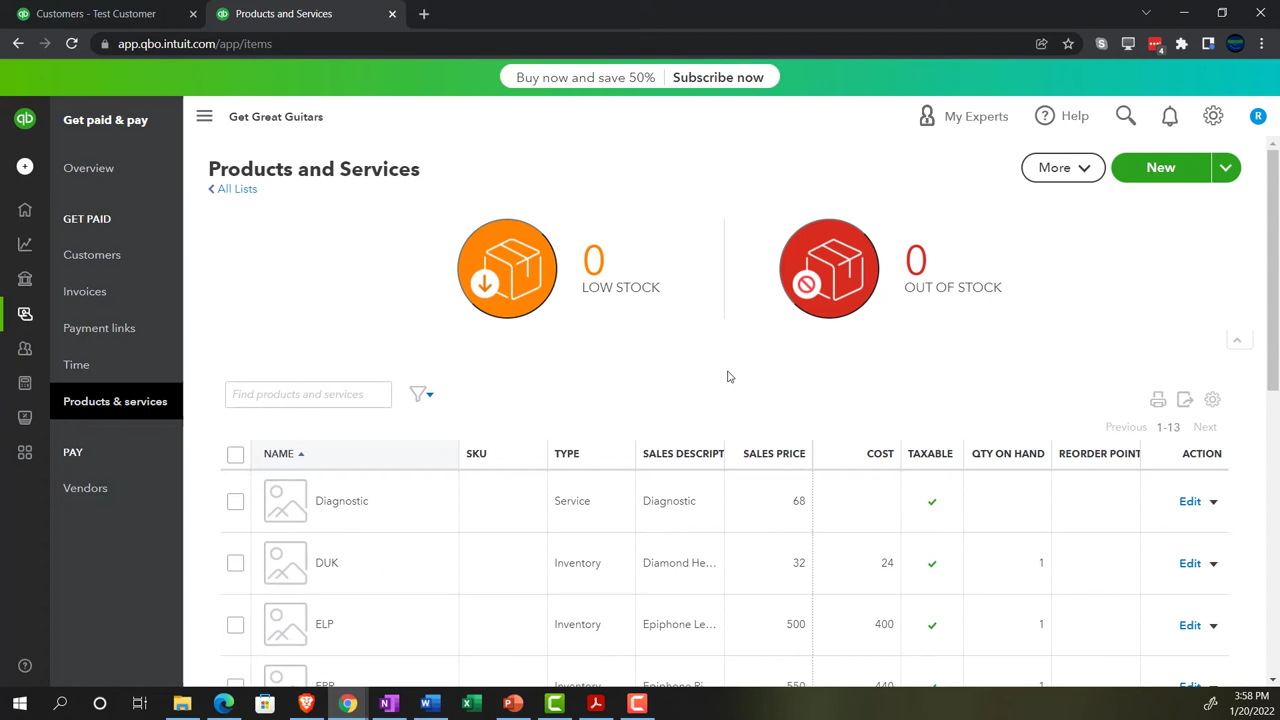 Customers - Test Customer
Products and Services
app.qbo.intuit.com/app/items
4
Buy now and save 50% Subscribe now
qb
Get paid & pay
Get Great Guitars
My Experts
Help
R
Overview
GET PAID
Customers
Invoices
Payment links
Time
Products & services
PAY
Vendors
Products and Services
All Lists
More
New
0
LOW STOCK
0
OUT OF STOCK
Find products and services
Previous 1-13 Next
NAME SKU TYPE SALES DESCRIPT SALES PRICE COST TAXABLE QTY ON HAND REORDER POINT ACTION
Diagnostic Service Diagnostic 68 Edit
DUK Inventory Diamond He... 32 24 1 Edit
ELP Inventory Epiphone Le... 500 400 1 Edit
3:58 PM
1/20/2022